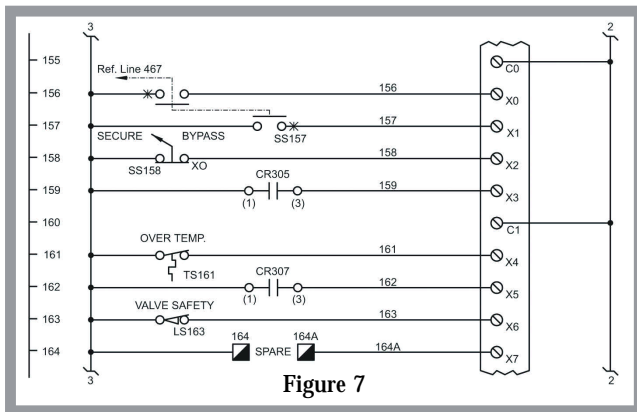 3 2
155 C0
Ref. Line 467
156 156 X0
157 157 X1
SECURE BYPASS SS157
158 158 X2
SS158 XO
CR305
159 159 X3
(1) (3)
160 C1
OVER TEMP.
161 161 X4
TS161 CR307
162 162 X5
(1) (3)
VALVE SAFETY
163 163 X6
LS163
164 164A
164 SPARE 164A X7
3 2
Figure 7